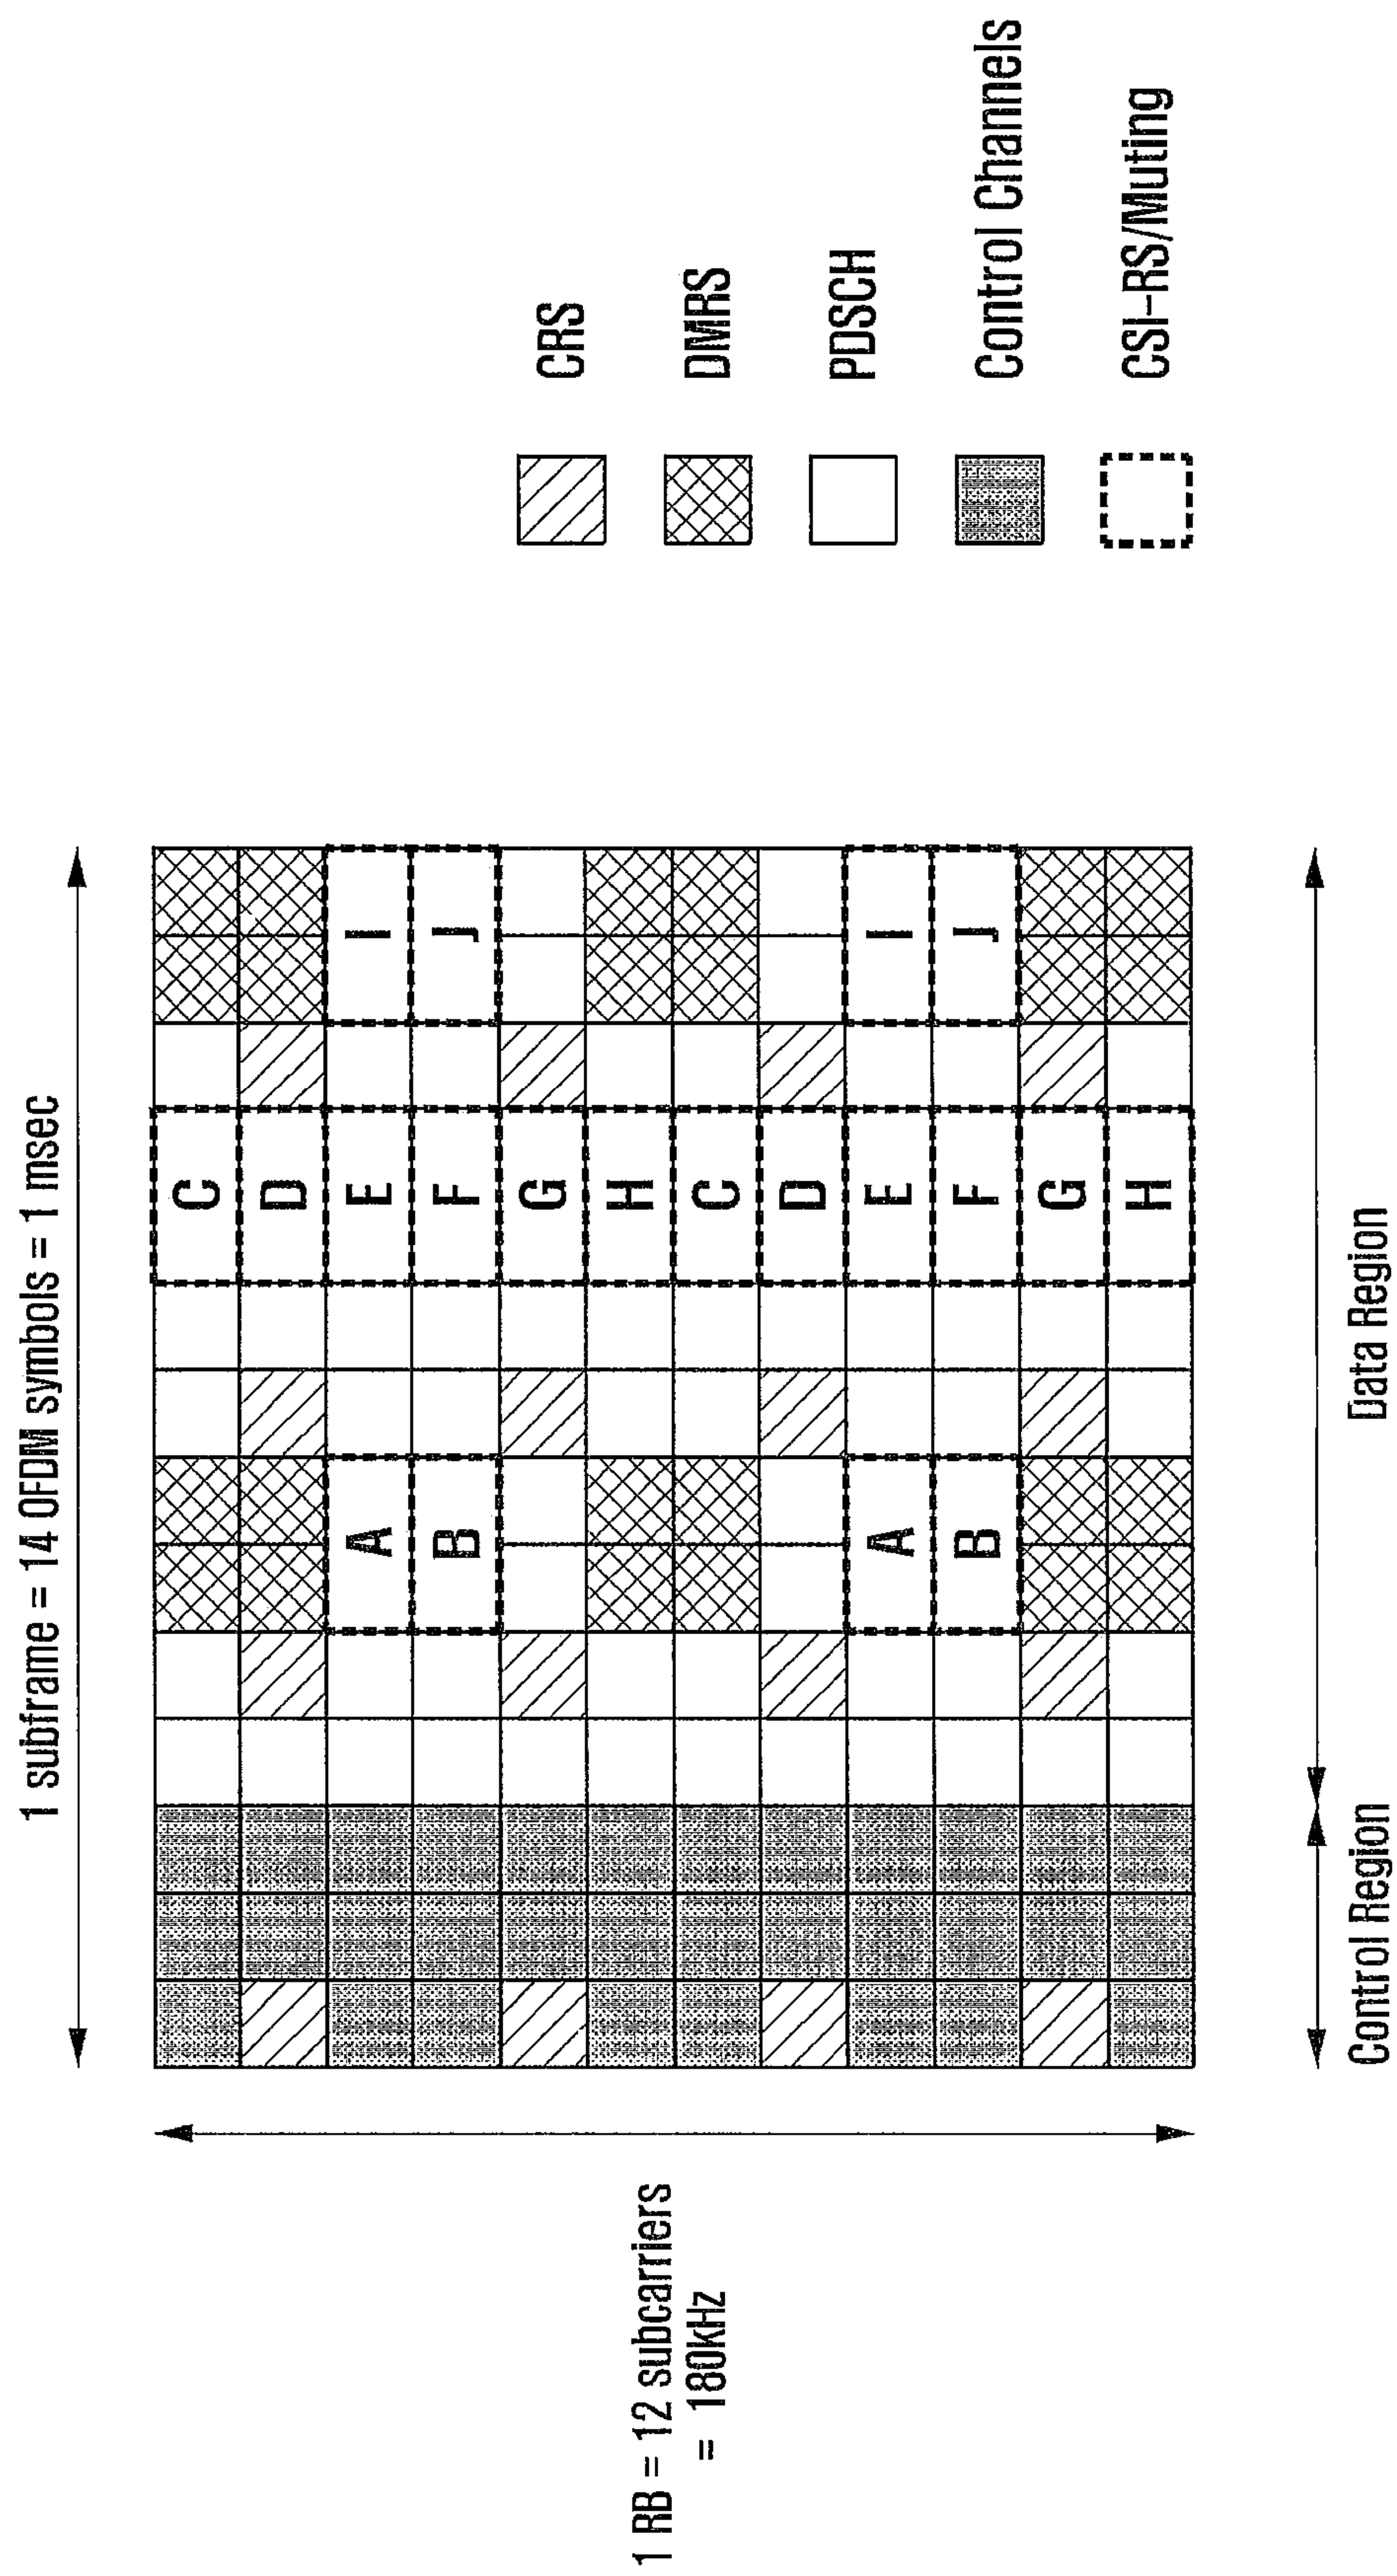 1 subframe = 14 OFDM symbols = 1 msec
1 RB = 12 subcarriers
= 180kHz
C
D
A E I
B F J
G
H
C
D
A E I
B F J
G
H
Control Region
Data Region
CRS
DMRS
PDSCH
Control Channels
CSI-RS/Muting